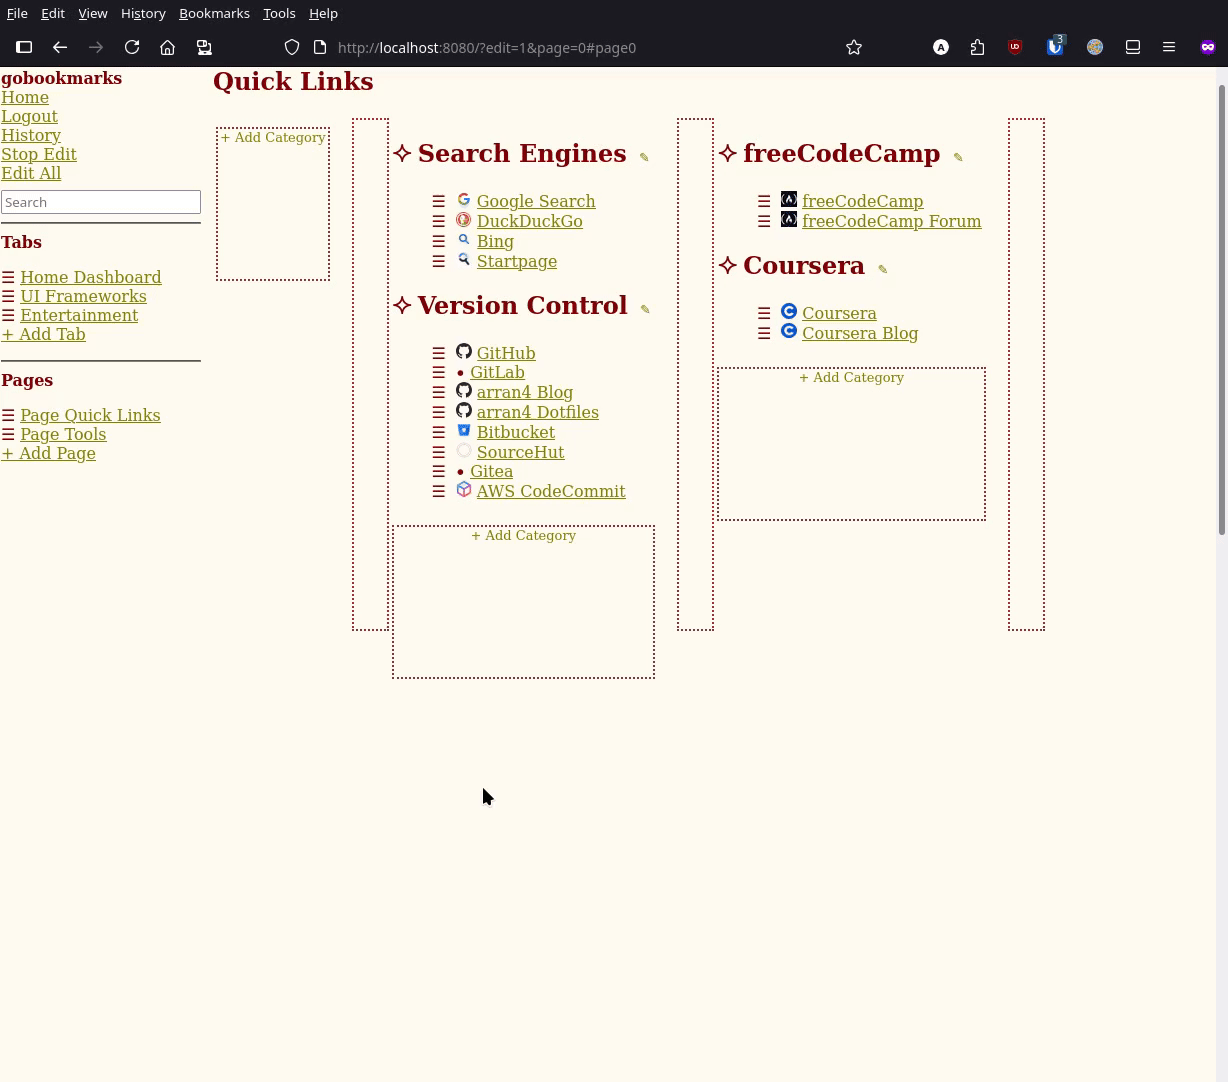 File Edit View History Bookmarks Tools Help
http://localhost:8080/?edit=1&page=0#page0
3
gobookmarks
Home
Logout
History
Stop Edit
Edit All
Search
Tabs
☰ Home Dashboard
☰ UI Frameworks
☰ Entertainment
+ Add Tab
Pages
☰ Page Quick Links
☰ Page Tools
+ Add Page
Quick Links
+ Add Category
✧ Search Engines ✎
☰ Google Search
☰ DuckDuckGo
☰ Bing
☰ Startpage
✧ Version Control ✎
☰ GitHub
☰ • GitLab
☰ arran4 Blog
☰ arran4 Dotfiles
☰ Bitbucket
☰ SourceHut
☰ • Gitea
☰ AWS CodeCommit
+ Add Category
✧ freeCodeCamp ✎
☰ freeCodeCamp
☰ freeCodeCamp Forum
✧ Coursera ✎
☰ Coursera
☰ Coursera Blog
+ Add Category